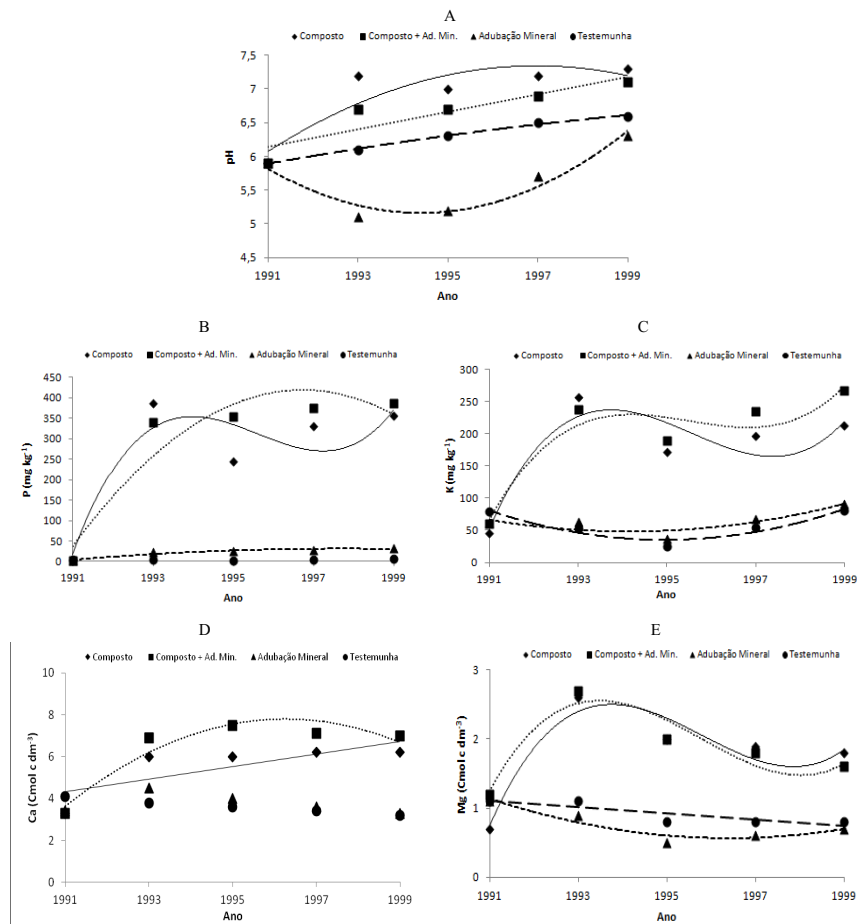 A
Composto Composto + Ad. Min. Adubação Mineral Testemunha
7,5
7
6,5
6
5,5
5
4,5
pH
1991 1993 1995 1997 1999
Ano
B
Composto Composto + Ad. Min. Adubação Mineral Testemunha
450
400
350
300
250
200
150
100
50
0
P (mg kg⁻¹)
1991 1993 1995 1997 1999
Ano
C
Composto Composto + Ad. Min. Adubação Mineral Testemunha
300
250
200
150
100
50
0
K (mg kg⁻¹)
1991 1993 1995 1997 1999
Ano
D
Composto Composto + Ad. Min. Adubação Mineral Testemunha
10
8
6
4
2
0
Ca (Cmol c dm⁻³)
1991 1993 1995 1997 1999
Ano
E
Composto Composto + Ad. Min. Adubação Mineral Testemunha
3
2
1
0
Mg (Cmol c dm⁻³)
1991 1993 1995 1997 1999
Ano